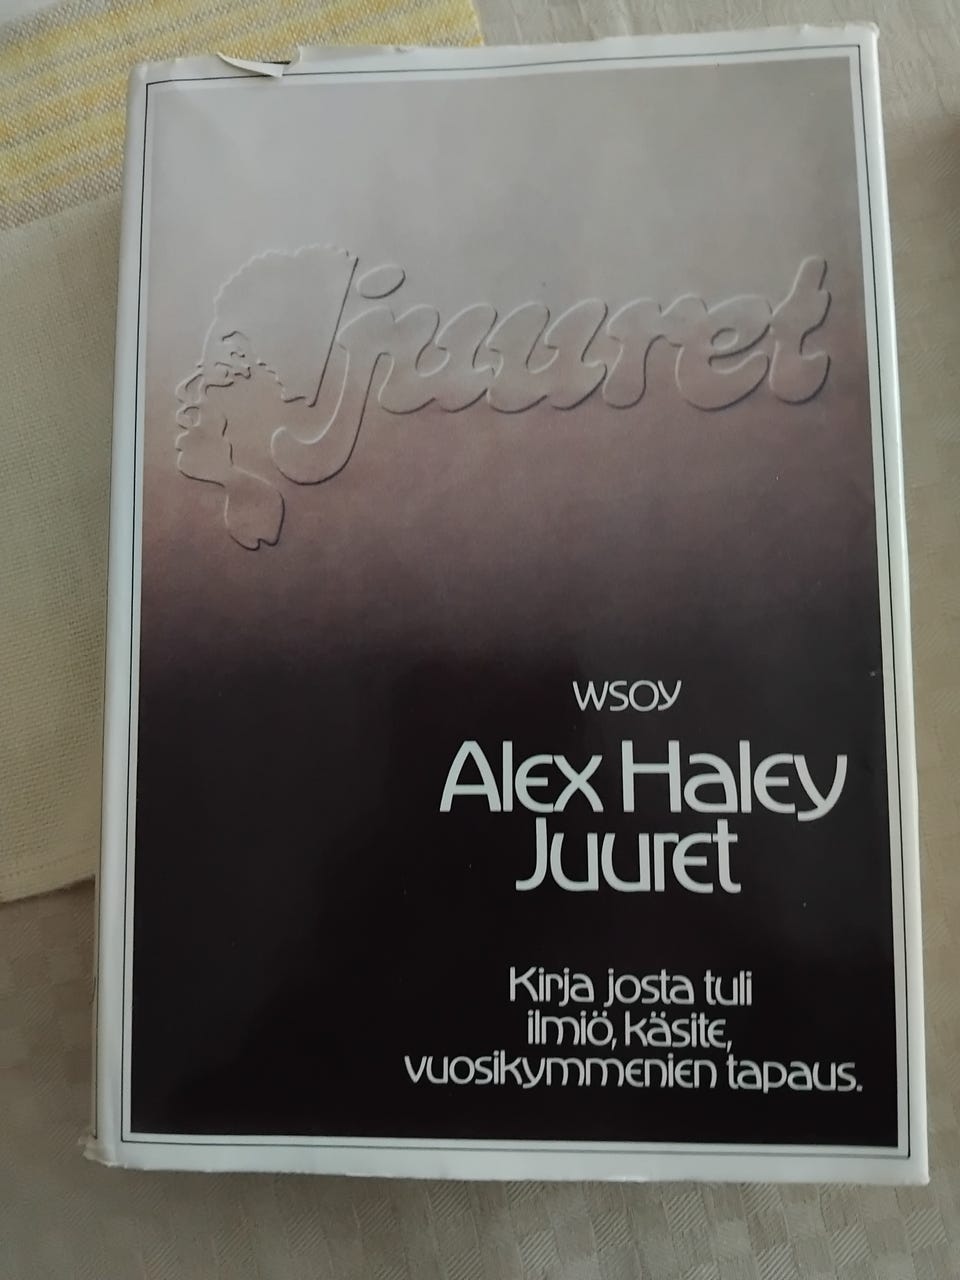 juuret
WSOY
Alex Haley
Juuret
Kirja josta tuli
ilmiö, käsite,
vuosikymmenien tapaus.